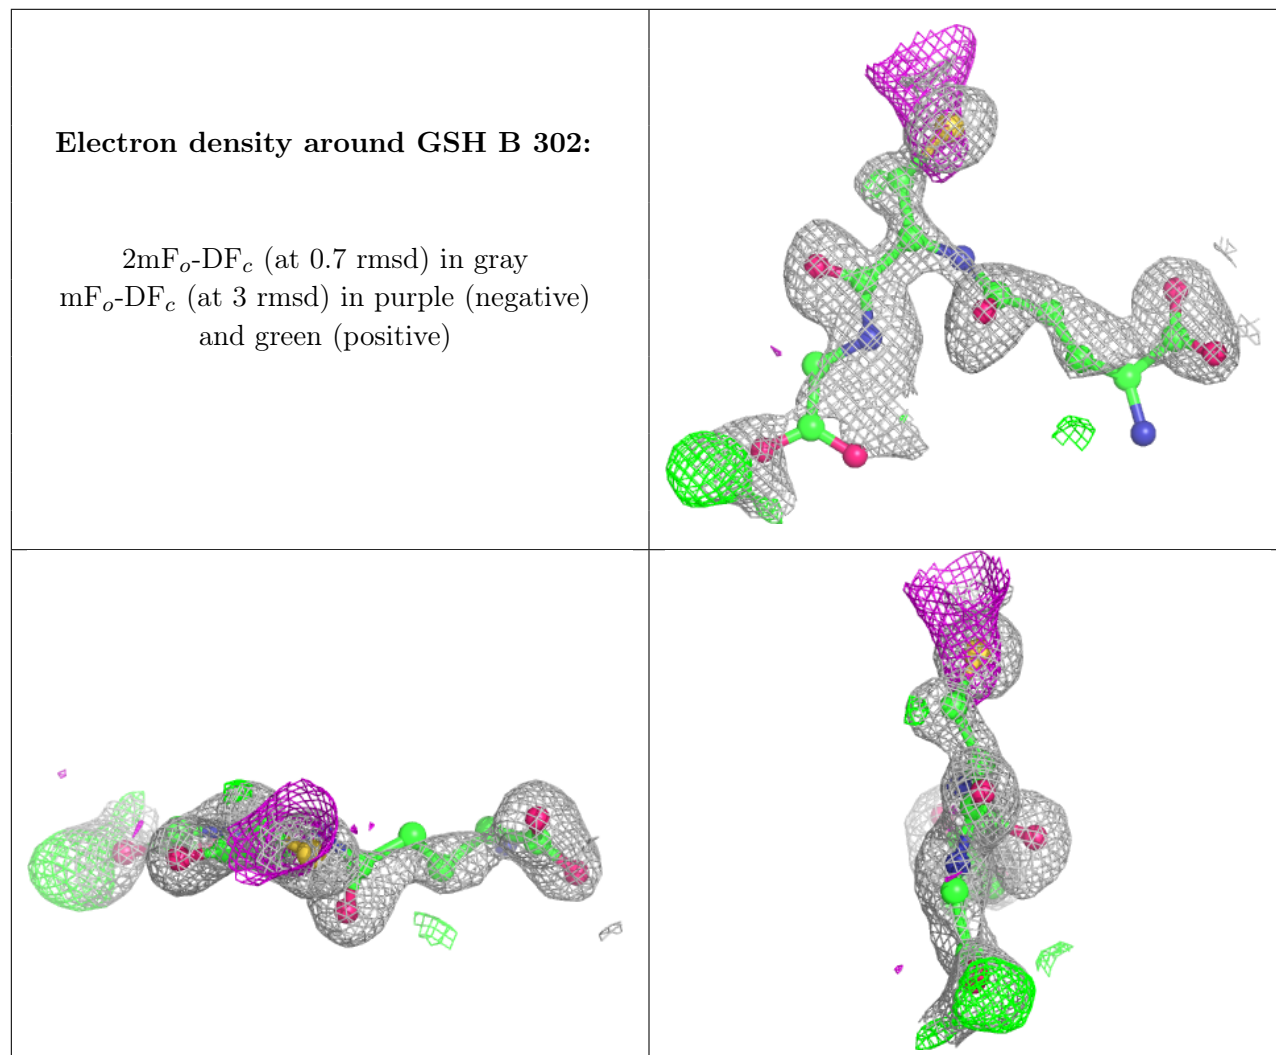 Electron density around GSH B 302:
2mFo-DFc (at 0.7 rmsd) in gray
mFo-DFc (at 3 rmsd) in purple (negative)
and green (positive)